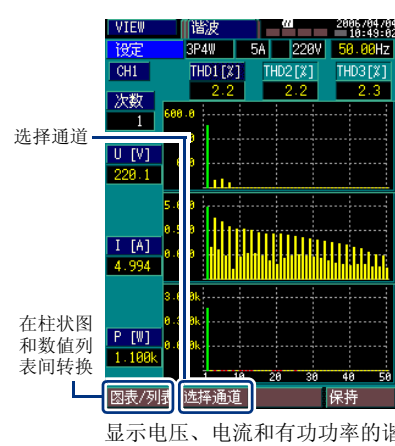 VIEW 谐波 2006/04/09
10:49:02
设定 3P4W 5A 220V 50.00Hz
CH1 THD1[%] THD2[%] THD3[%]
2.2 2.2 2.3
次数
1
600.0
选择通道
U [V]
220.1
I [A]
4.994
在柱状图
和数值列
表间转换
P [W]
1.100k
1 10 20 30 40 50
图表/列表 选择通道 保持
显示电压、电流和有功功率的谐